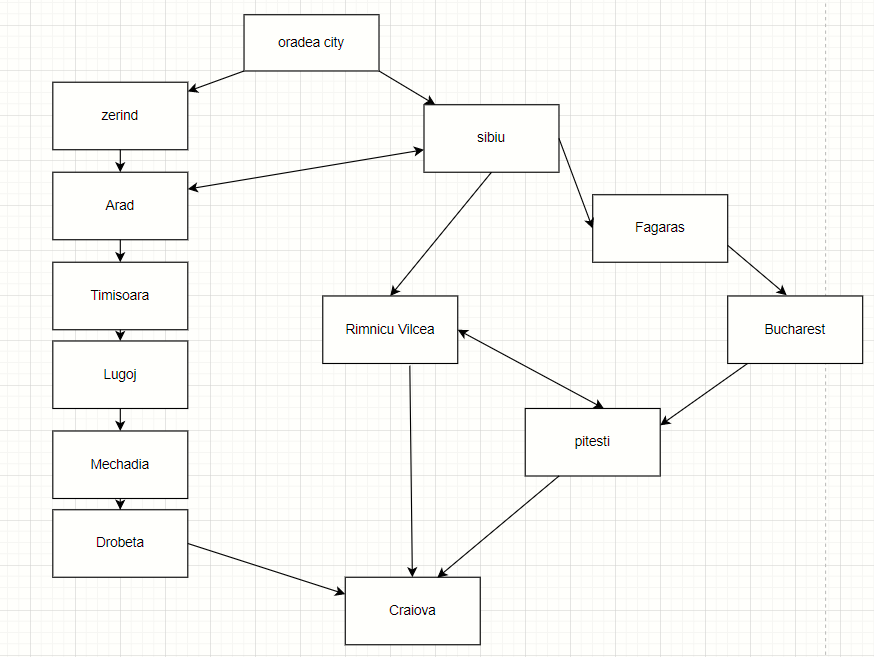 oradea city
zerind
sibiu
Arad
Fagaras
Timisoara
Rimnicu Vilcea
Bucharest
Lugoj
pitesti
Mechadia
Drobeta
Craiova